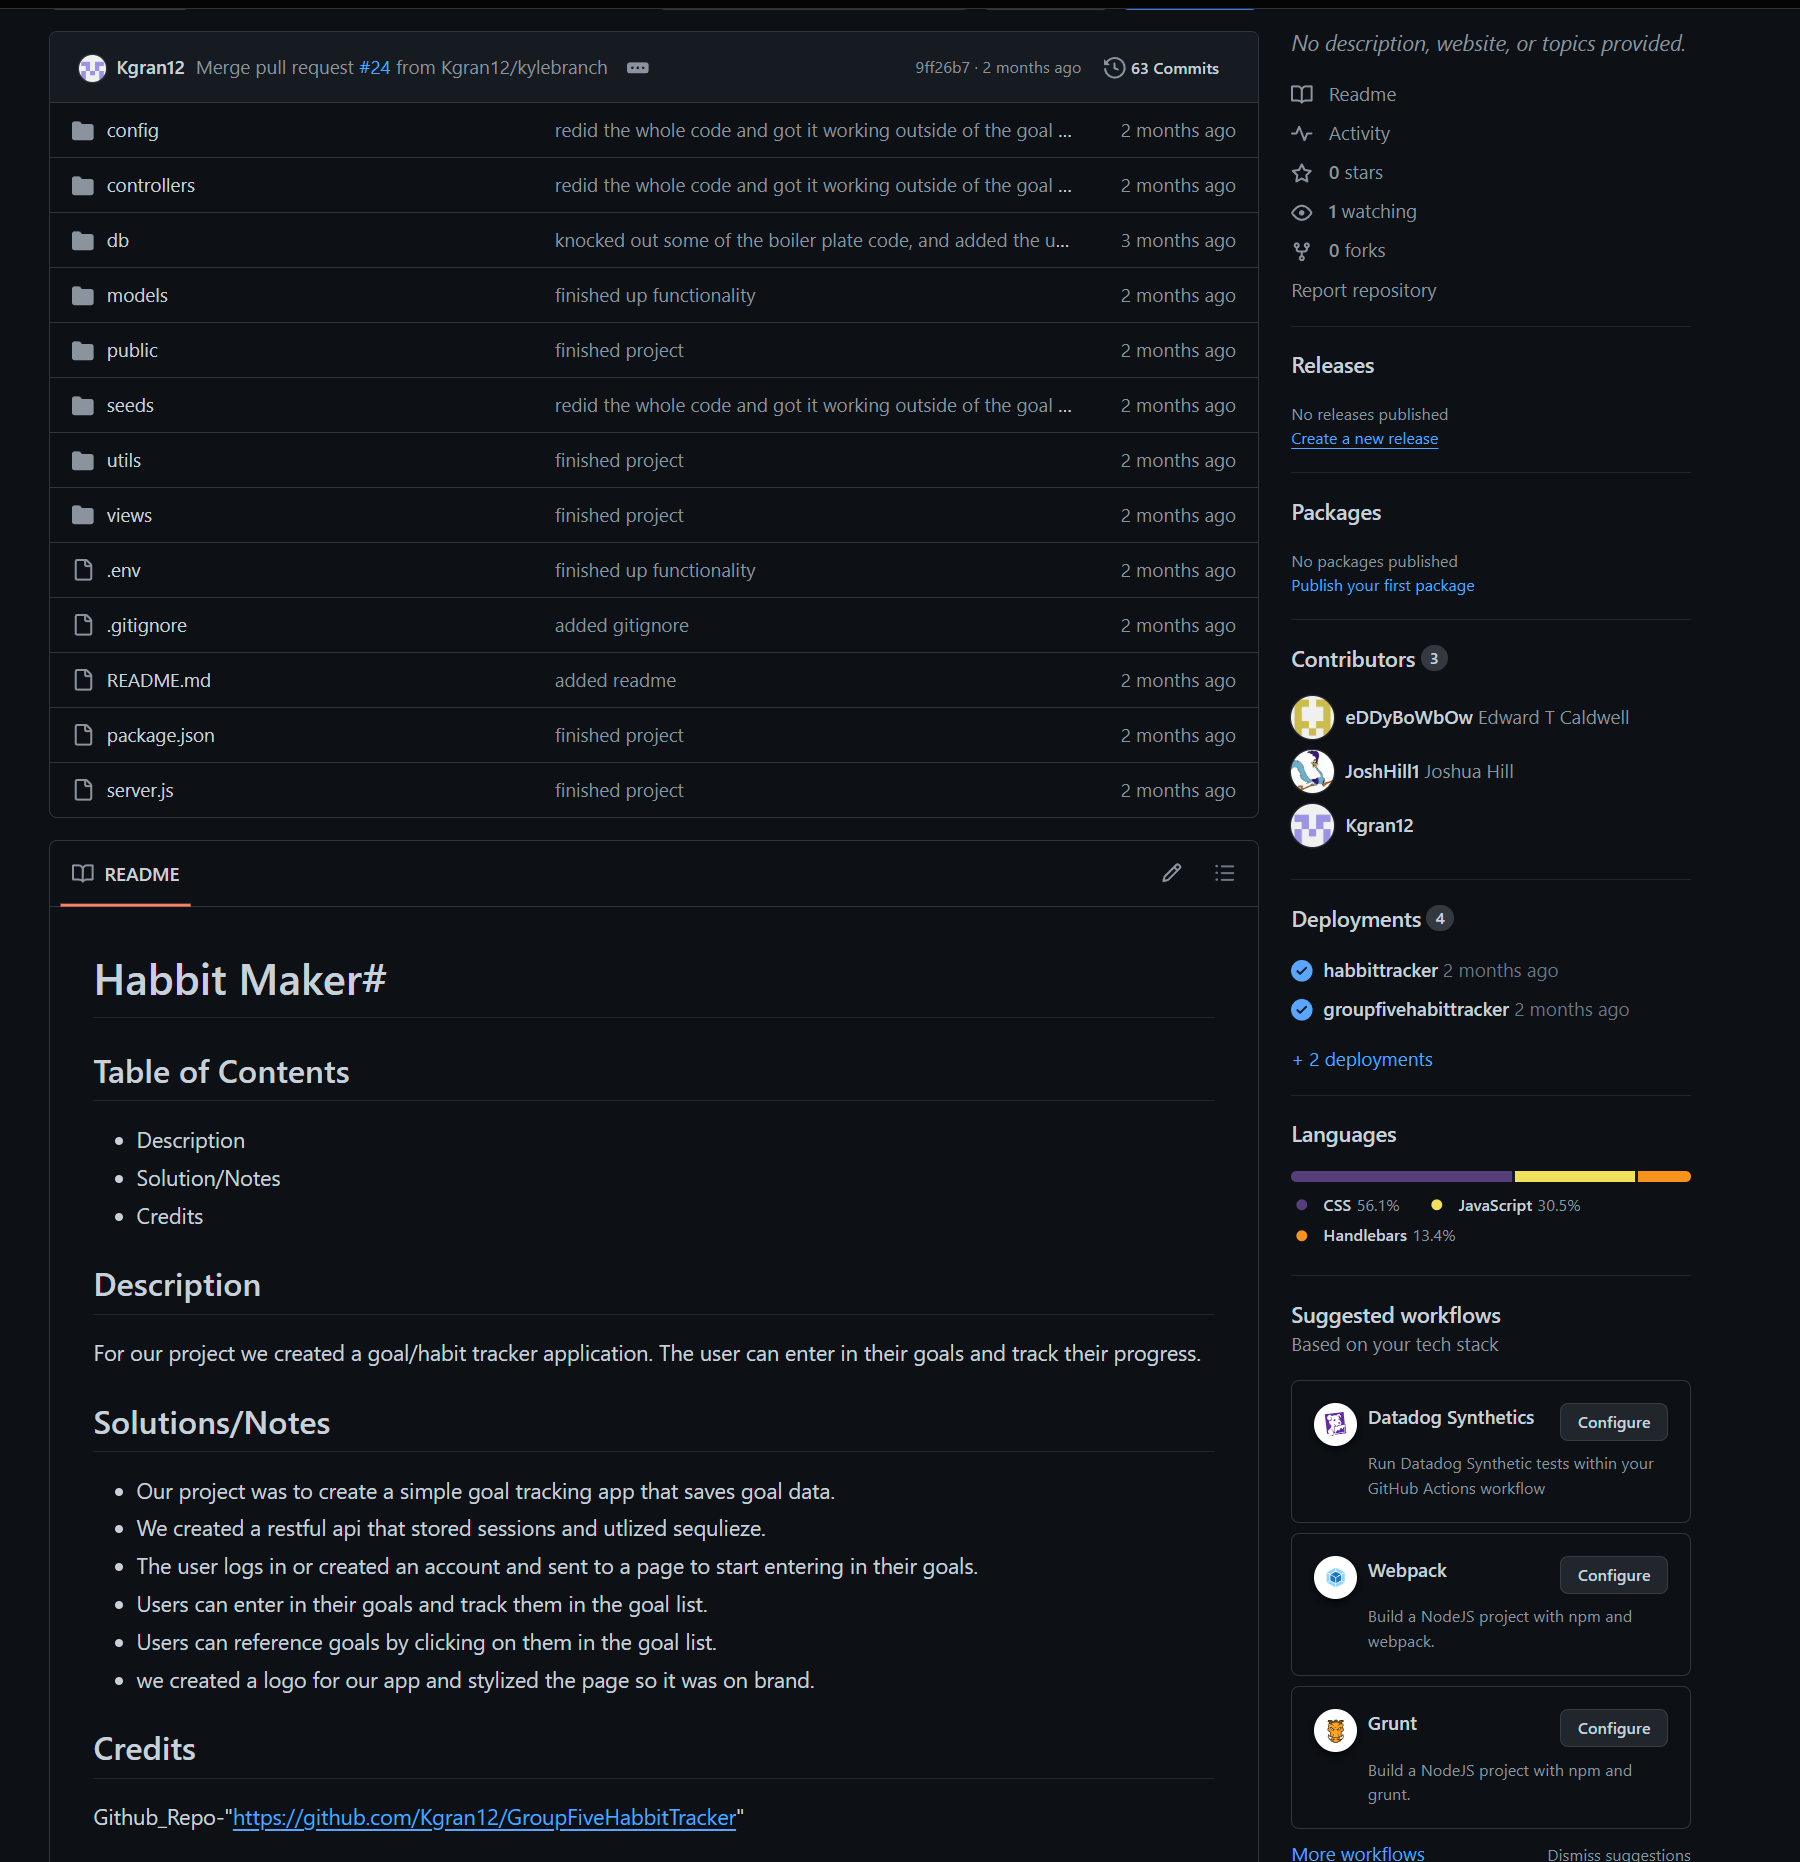 Kgran12 Merge pull request #24 from Kgran12/kylebranch 9ff26b7 · 2 months ago 63 Commits
config redid the whole code and got it working outside of the goal ... 2 months ago
controllers redid the whole code and got it working outside of the goal ... 2 months ago
db knocked out some of the boiler plate code, and added the u... 3 months ago
models finished up functionality 2 months ago
public finished project 2 months ago
seeds redid the whole code and got it working outside of the goal ... 2 months ago
utils finished project 2 months ago
views finished project 2 months ago
.env finished up functionality 2 months ago
.gitignore added gitignore 2 months ago
README.md added readme 2 months ago
package.json finished project 2 months ago
server.js finished project 2 months ago
README
Habbit Maker#
Table of Contents
• Description
• Solution/Notes
• Credits
Description
For our project we created a goal/habit tracker application. The user can enter in their goals and track their progress.
Solutions/Notes
• Our project was to create a simple goal tracking app that saves goal data.
• We created a restful api that stored sessions and utlized sequlieze.
• The user logs in or created an account and sent to a page to start entering in their goals.
• Users can enter in their goals and track them in the goal list.
• Users can reference goals by clicking on them in the goal list.
• we created a logo for our app and stylized the page so it was on brand.
Credits
Github_Repo-"https://github.com/Kgran12/GroupFiveHabbitTracker"
No description, website, or topics provided.
Readme
Activity
0 stars
1 watching
0 forks
Report repository
Releases
No releases published
Create a new release
Packages
No packages published
Publish your first package
Contributors 3
eDDyBoWbOw Edward T Caldwell
JoshHill1 Joshua Hill
Kgran12
Deployments 4
habbittracker 2 months ago
groupfivehabittracker 2 months ago
+ 2 deployments
Languages
CSS 56.1% JavaScript 30.5%
Handlebars 13.4%
Suggested workflows
Based on your tech stack
Datadog Synthetics Configure
Run Datadog Synthetic tests within your
GitHub Actions workflow
Webpack Configure
Build a NodeJS project with npm and
webpack.
Grunt Configure
Build a NodeJS project with npm and
grunt.
More workflows Dismiss suggestions